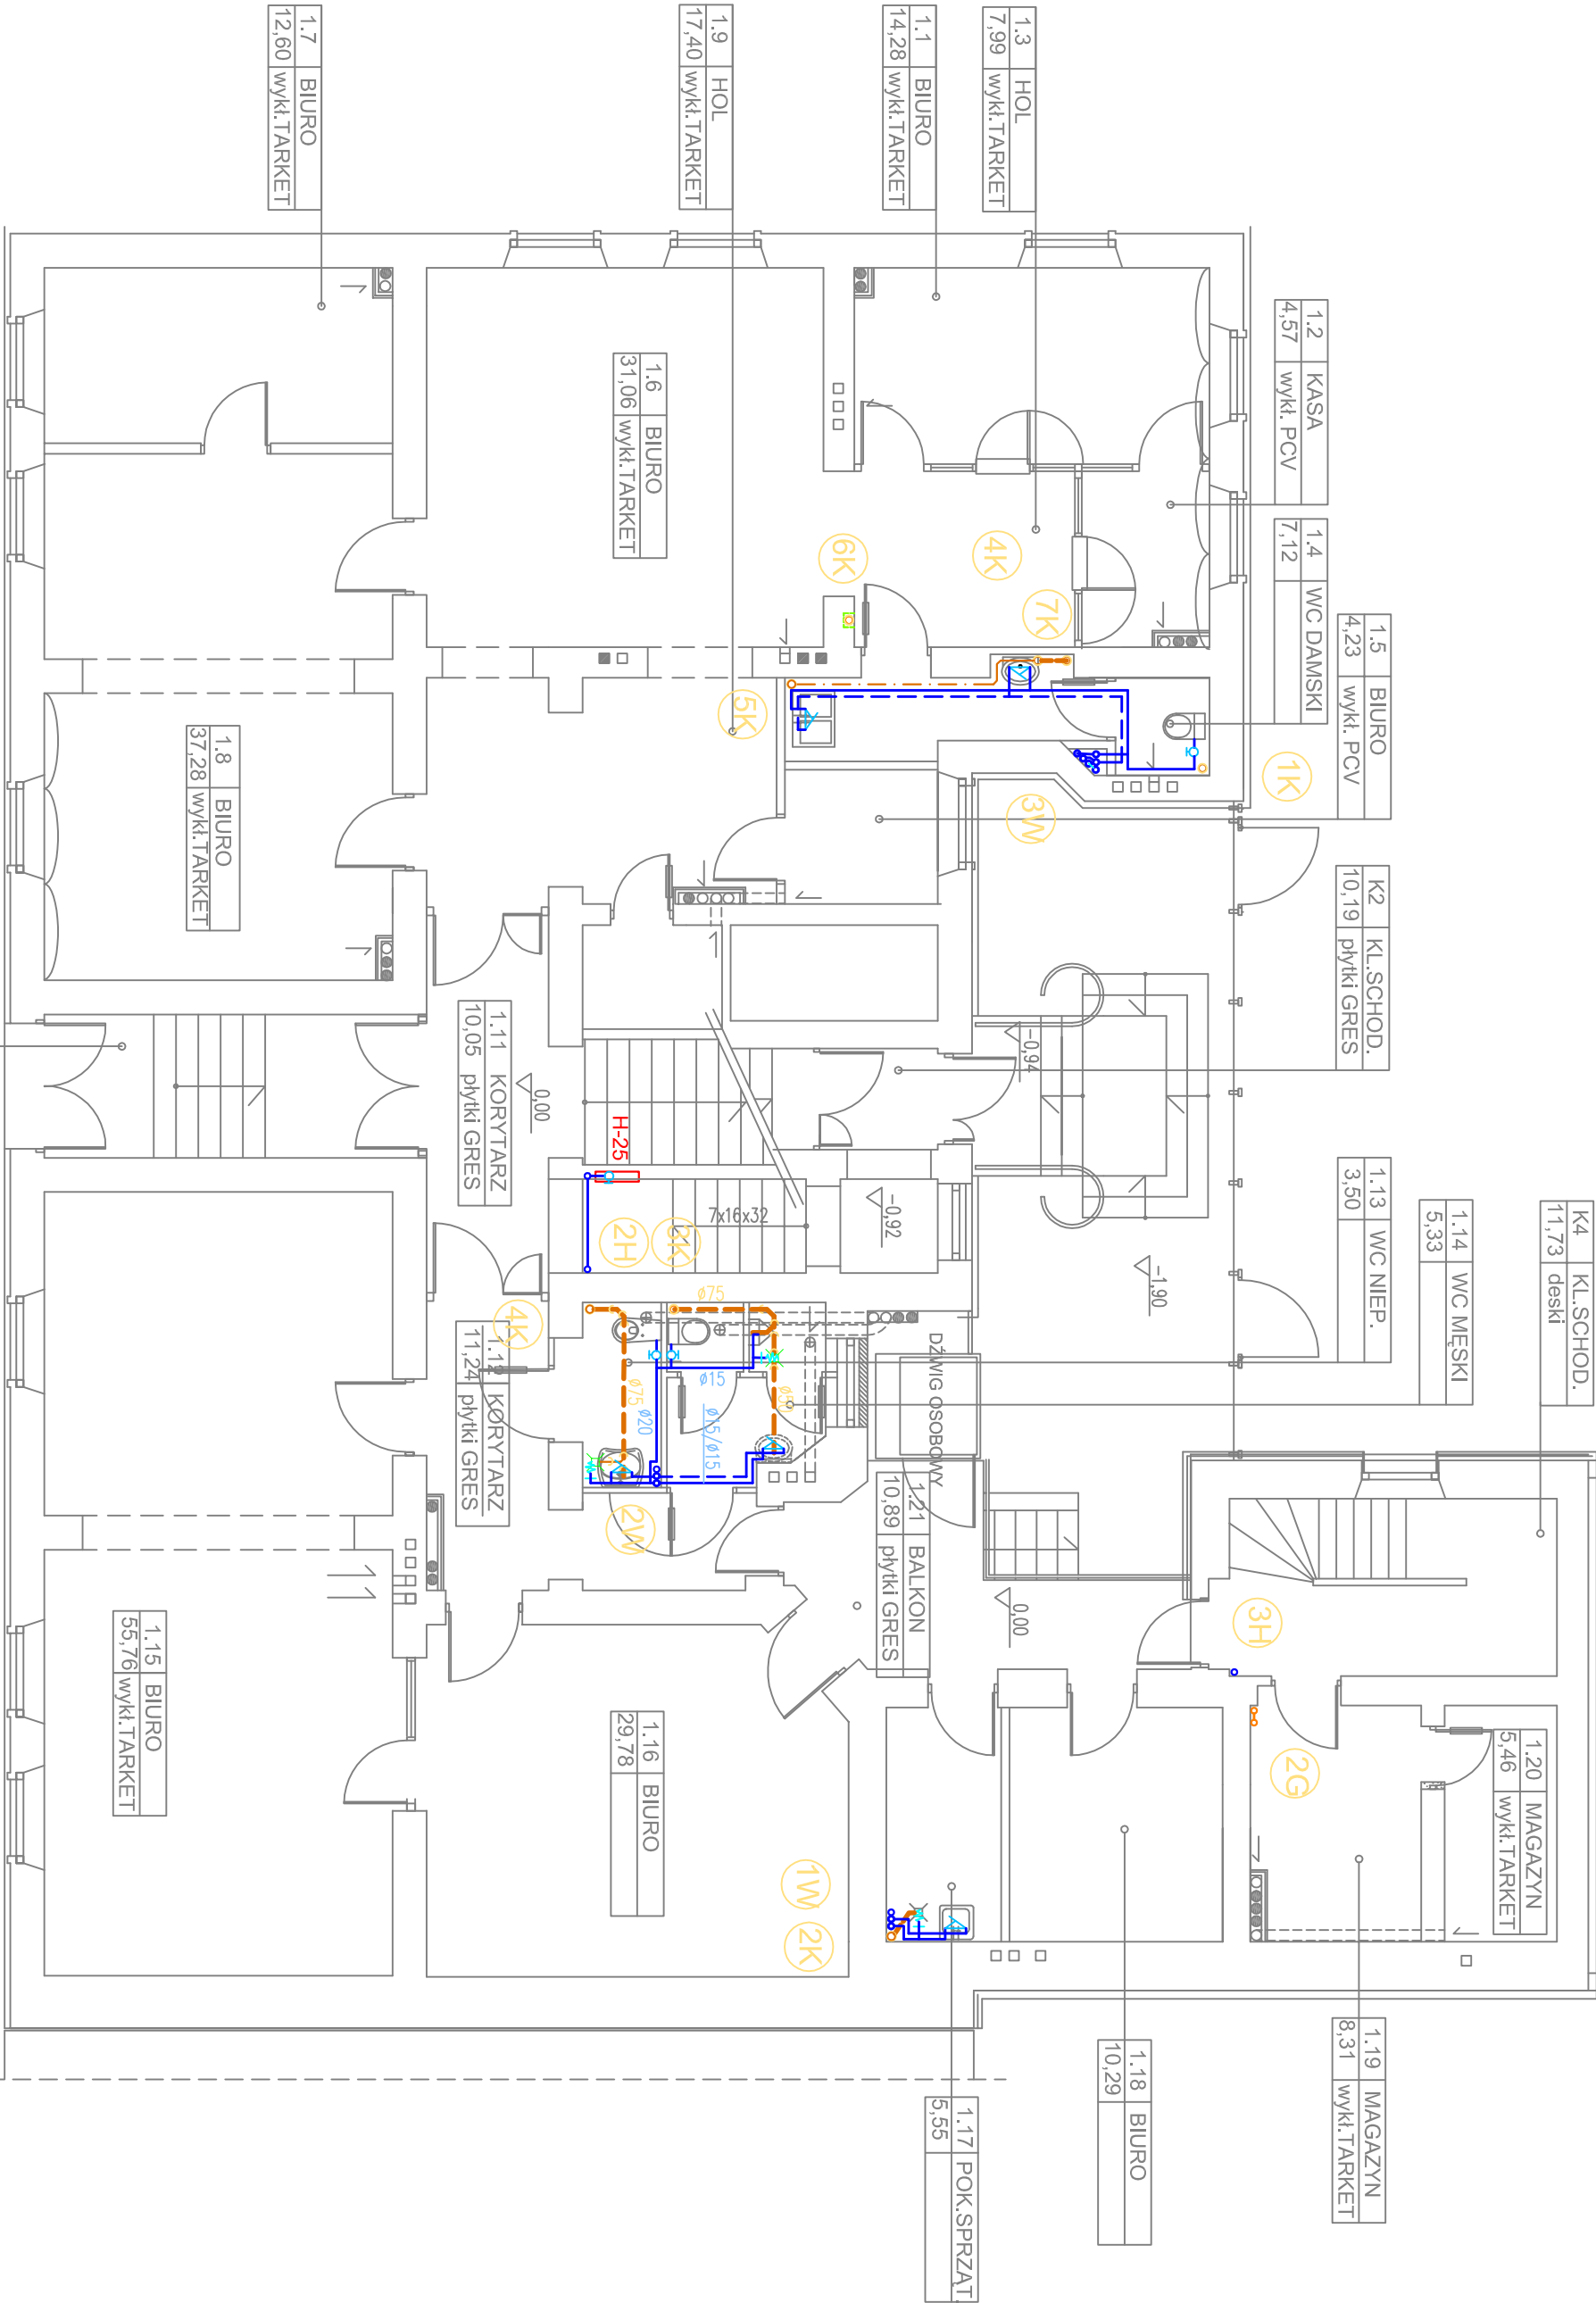 1.7 BIURO
12,60 wykł.TARKET
1.9 HOL
17,40 wykł.TARKET
1.1 BIURO
14,28 wykł.TARKET
1.3 HOL
7,99 wykł.TARKET
1.2 KASA
4,57 wykł. PCV
1.4 WC DAMSKI
7,12
1.5 BIURO
4,23 wykł. PCV
K2 KL.SCHOD.
10,19 płytki GRES
1.13 WC NIEP.
3,50
1.14 WC MĘSKI
5,33
K4 KL.SCHOD.
11,73 deski
1.6 BIURO
31,06 wykł.TARKET
6K
4K
7K
5K
1K
3W
1.8 BIURO
37,28 wykł.TARKET
1.11 KORYTARZ
10,05 płytki GRES
0,00
H-25
-0,94
-0,92
-1,90
7x16x32
2H
3K
4K
1.12 KORYTARZ
11,24 płytki GRES
ø75
ø75
ø20
ø15
ø15/ø15
ø50
DŹWIG OSOBOWY
2W
1.21 BALKON
10,89 płytki GRES
0,00
3H
2G
1.20 MAGAZYN
5,46 wykł.TARKET
1.15 BIURO
55,76 wykł.TARKET
1.16 BIURO
29,78
1W
2K
1.19 MAGAZYN
8,31 wykł.TARKET
1.18 BIURO
10,29
1.17 POK.SPRZĄT.
5,55